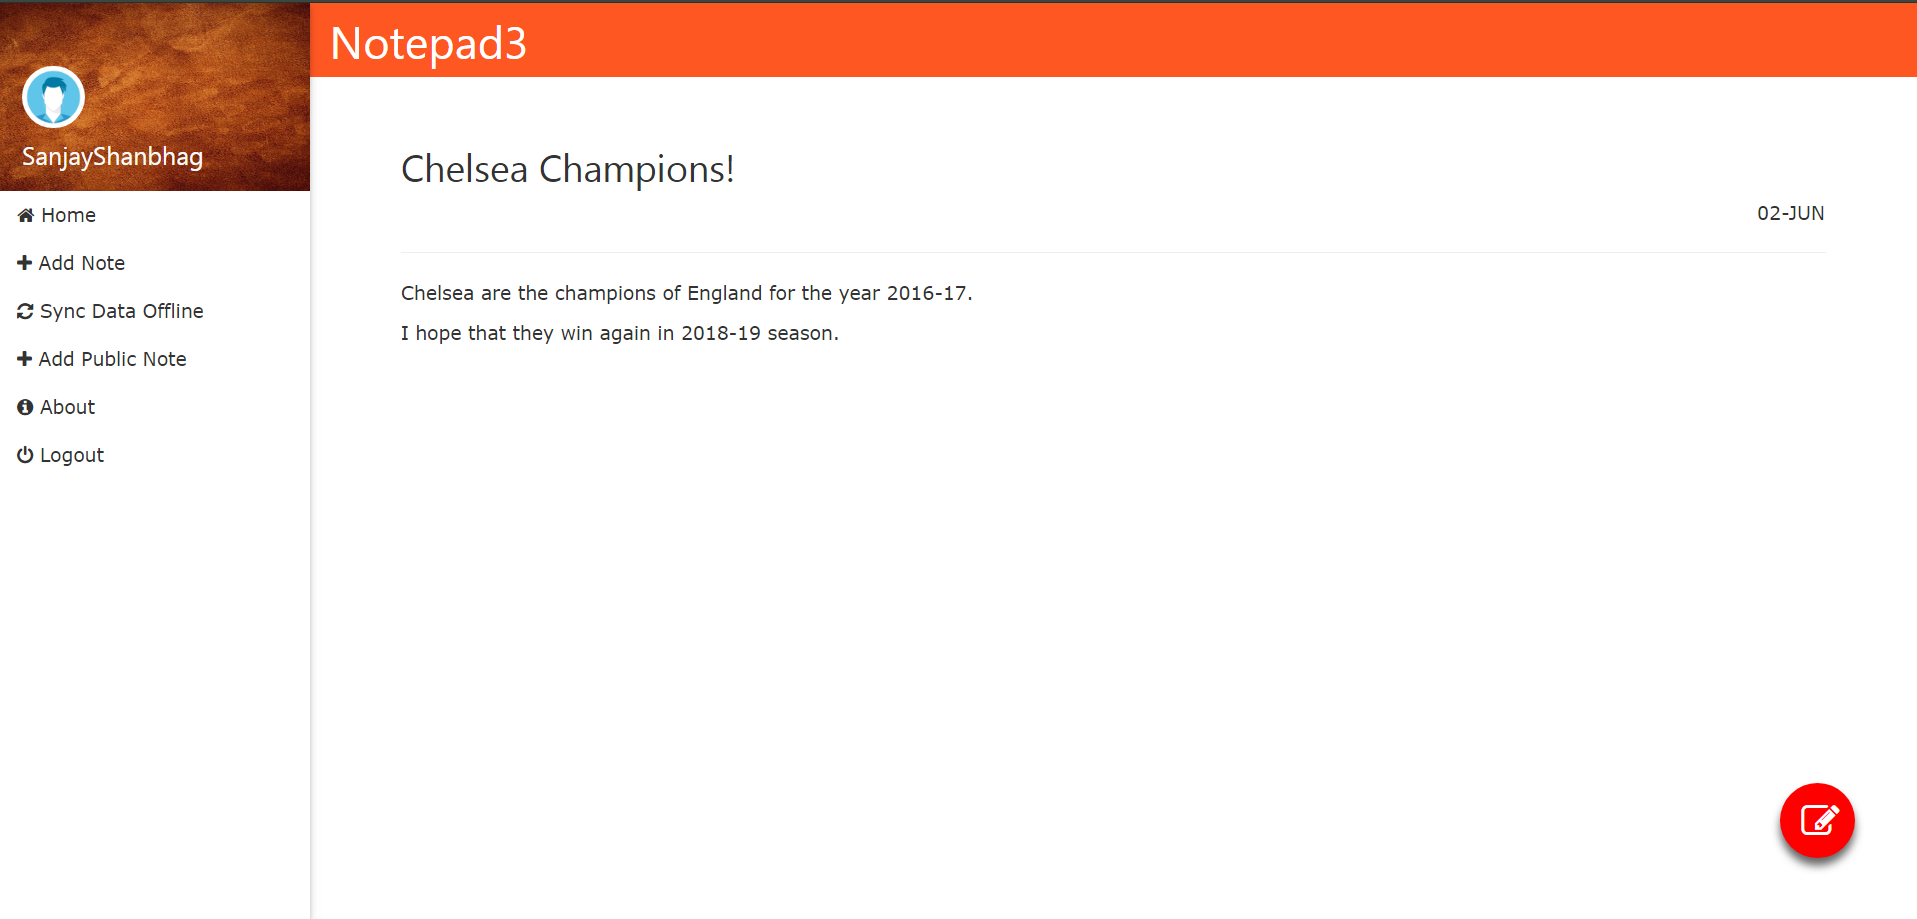 Notepad3
SanjayShanbhag
Home
Add Note
Sync Data Offline
Add Public Note
About
Logout
Chelsea Champions!
02-JUN
Chelsea are the champions of England for the year 2016-17.
I hope that they win again in 2018-19 season.